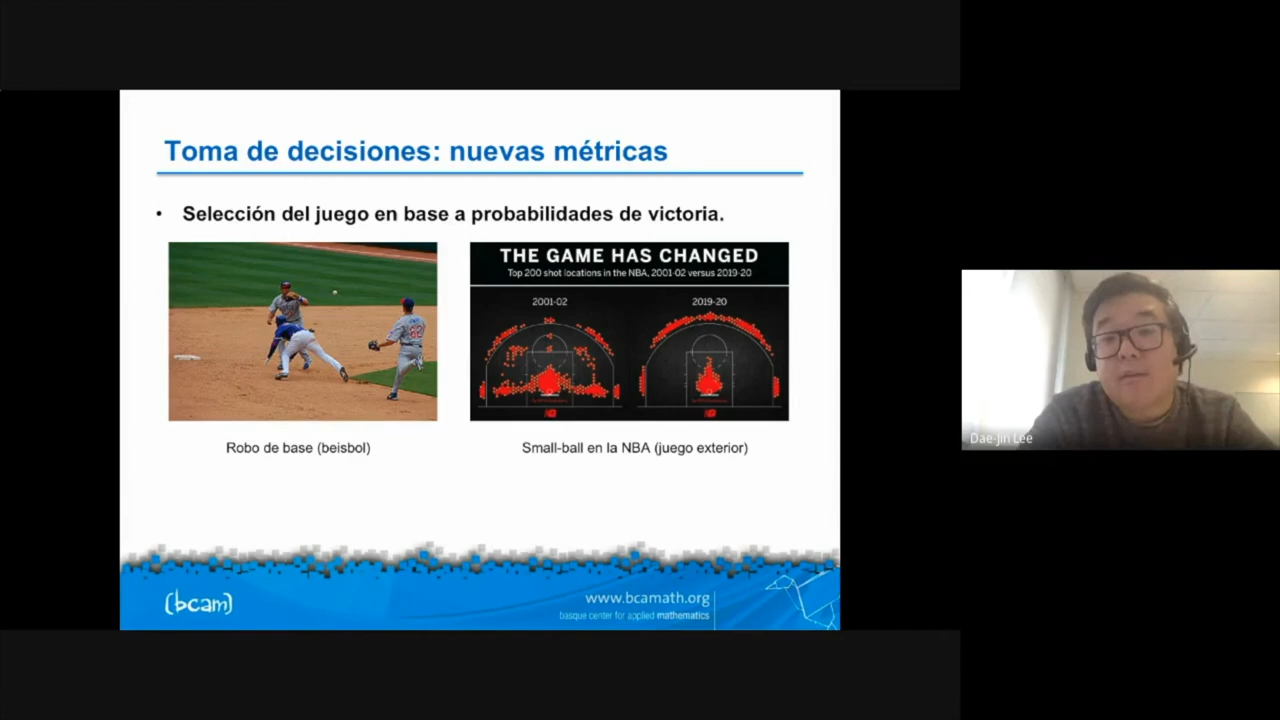 Toma de decisiones: nuevas métricas
• Selección del juego en base a probabilidades de victoria.
THE GAME HAS CHANGED
Top 200 shot locations in the NBA, 2001-02 versus 2019-20
2001-02
2019-20
Robo de base (beisbol)
Small-ball en la NBA (juego exterior)
Dae-Jin Lee
(bcam)
www.bcamath.org
basque center for applied mathematics